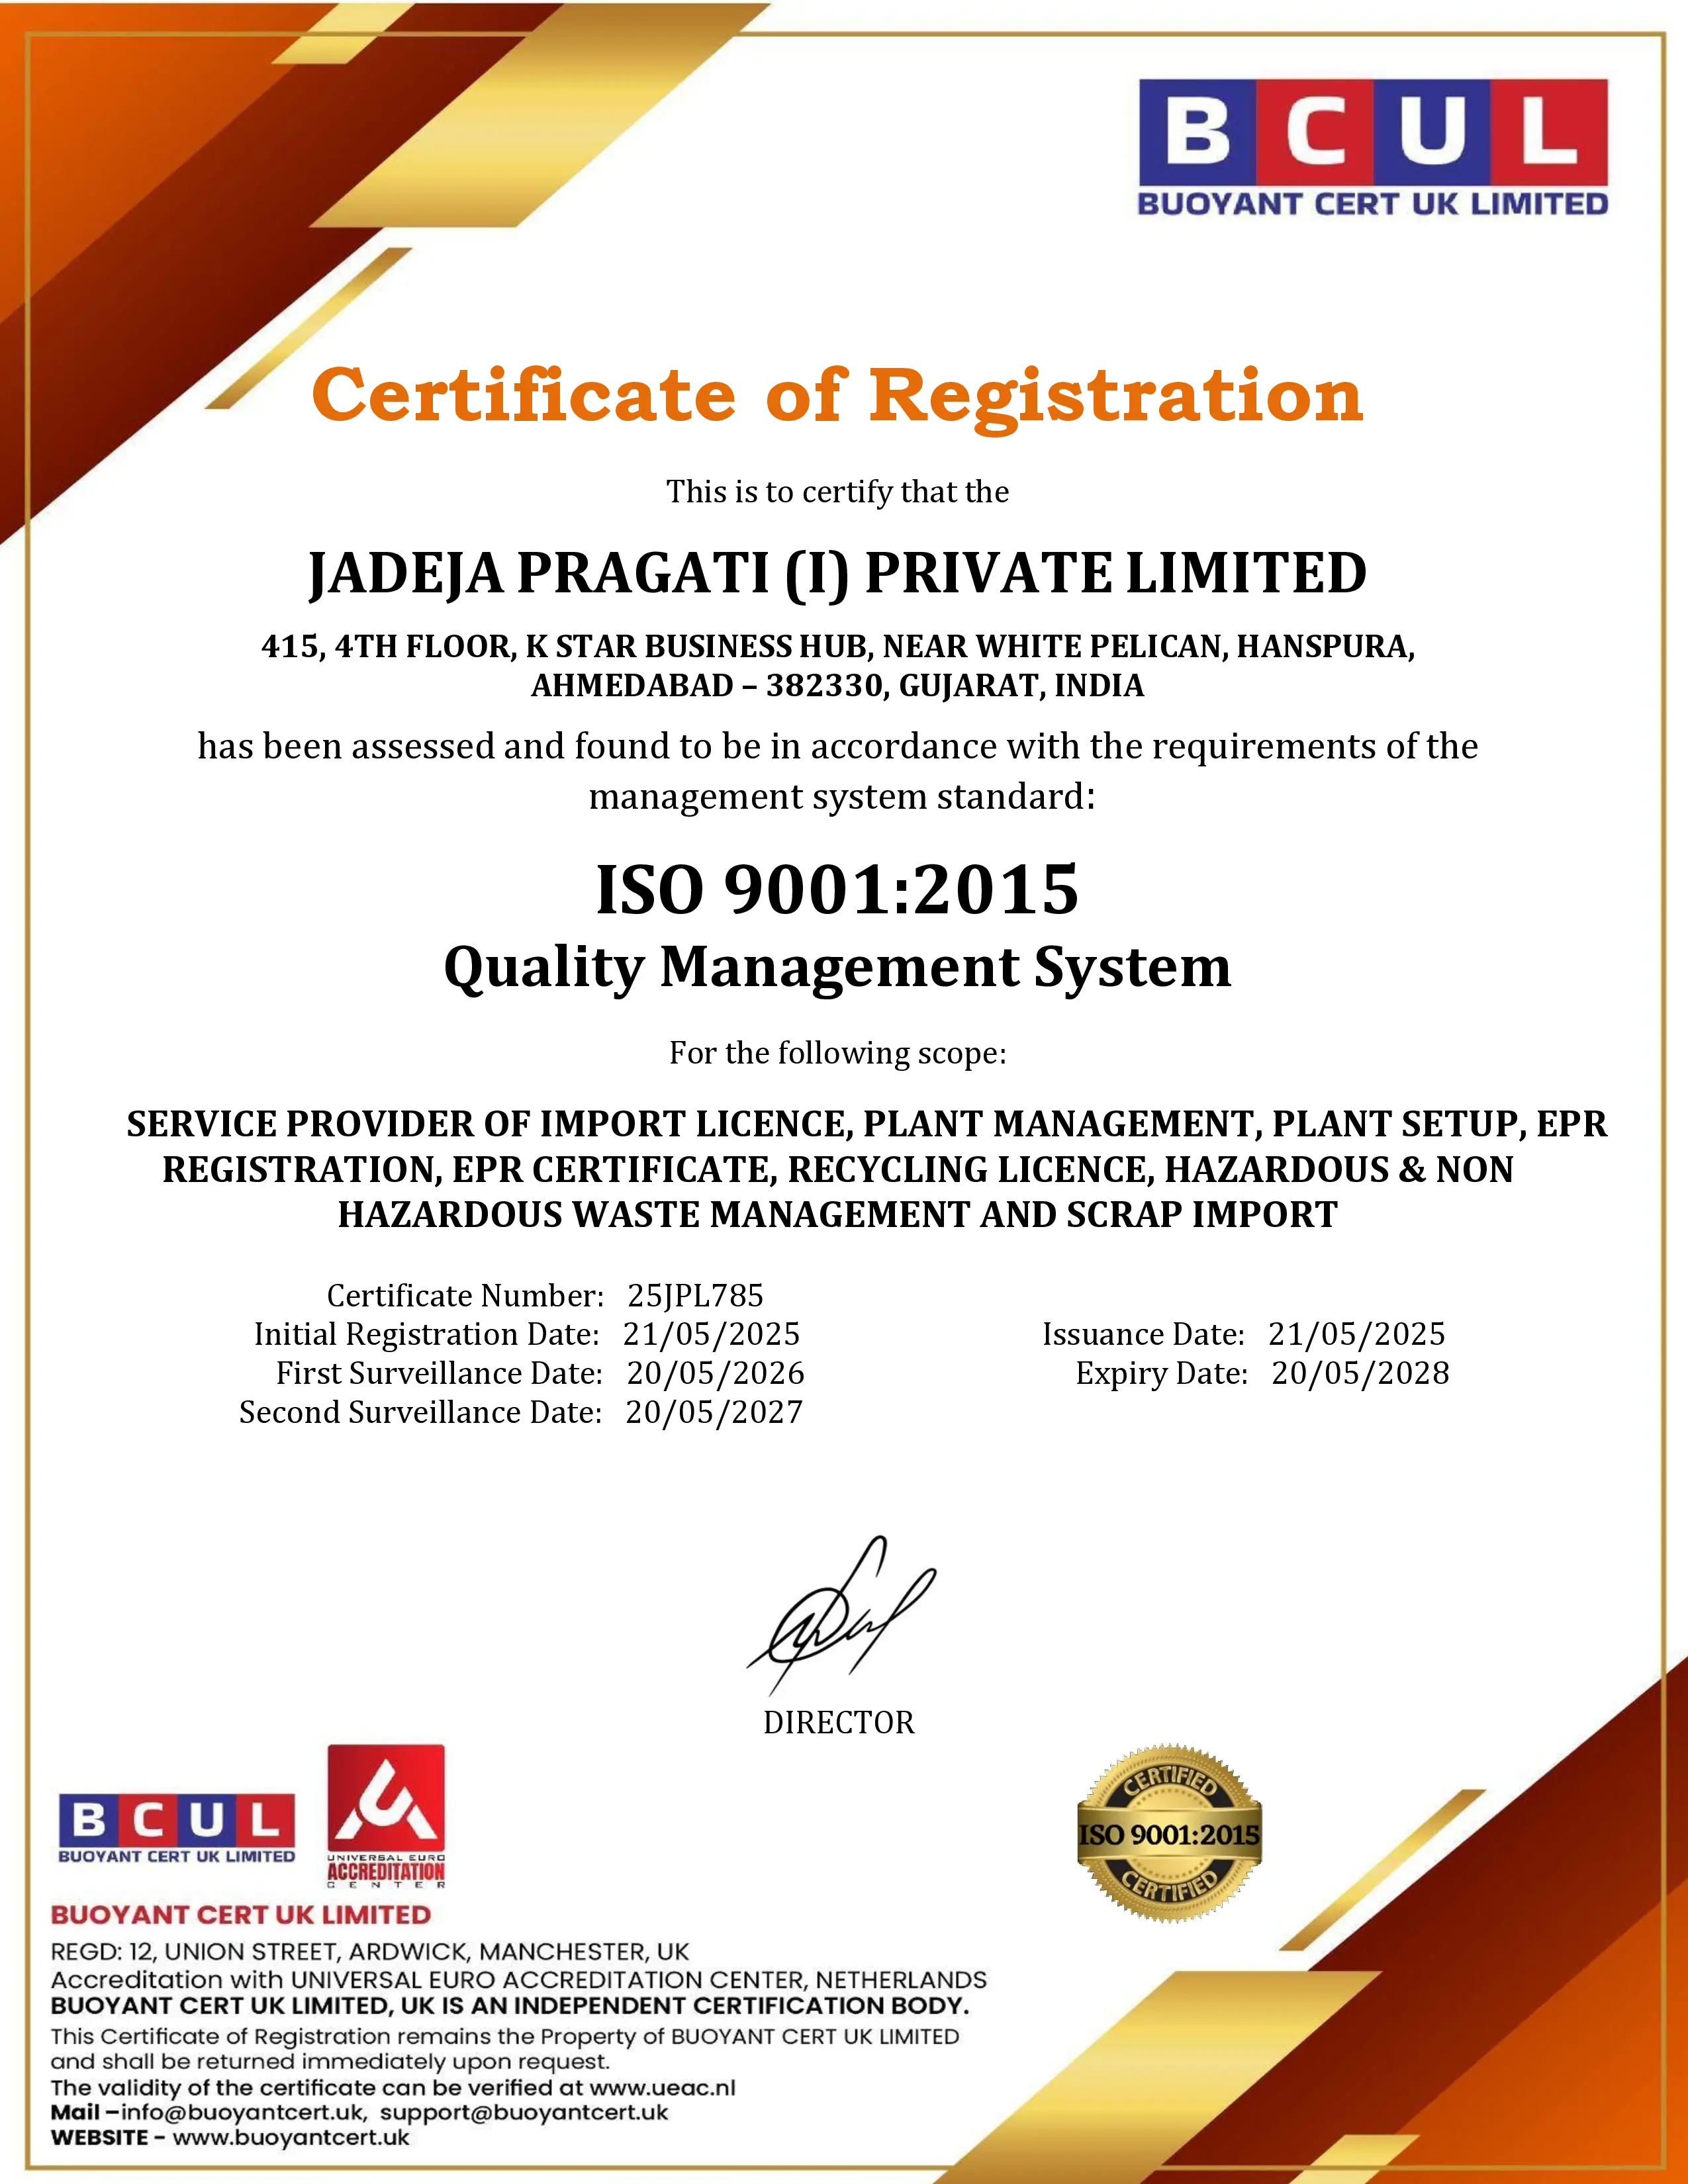 B C U L
BUOYANT CERT UK LIMITED
Certificate of Registration
This is to certify that the
JADEJA PRAGATI (I) PRIVATE LIMITED
415, 4TH FLOOR, K STAR BUSINESS HUB, NEAR WHITE PELICAN, HANSPURA,
AHMEDABAD – 382330, GUJARAT, INDIA
has been assessed and found to be in accordance with the requirements of the
management system standard:
ISO 9001:2015
Quality Management System
For the following scope:
SERVICE PROVIDER OF IMPORT LICENCE, PLANT MANAGEMENT, PLANT SETUP, EPR
REGISTRATION, EPR CERTIFICATE, RECYCLING LICENCE, HAZARDOUS & NON
HAZARDOUS WASTE MANAGEMENT AND SCRAP IMPORT
Certificate Number: 25JPL785
Initial Registration Date: 21/05/2025 Issuance Date: 21/05/2025
First Surveillance Date: 20/05/2026 Expiry Date: 20/05/2028
Second Surveillance Date: 20/05/2027
DIRECTOR
B C U L
BUOYANT CERT UK LIMITED
UNIVERSAL EURO
ACCREDITATION
CENTER
CERTIFIED
ISO 9001:2015
CERTIFIED
BUOYANT CERT UK LIMITED
REGD: 12, UNION STREET, ARDWICK, MANCHESTER, UK
Accreditation with UNIVERSAL EURO ACCREDITATION CENTER, NETHERLANDS
BUOYANT CERT UK LIMITED, UK IS AN INDEPENDENT CERTIFICATION BODY.
This Certificate of Registration remains the Property of BUOYANT CERT UK LIMITED
and shall be returned immediately upon request.
The validity of the certificate can be verified at www.ueac.nl
Mail –info@buoyantcert.uk, support@buoyantcert.uk
WEBSITE - www.buoyantcert.uk